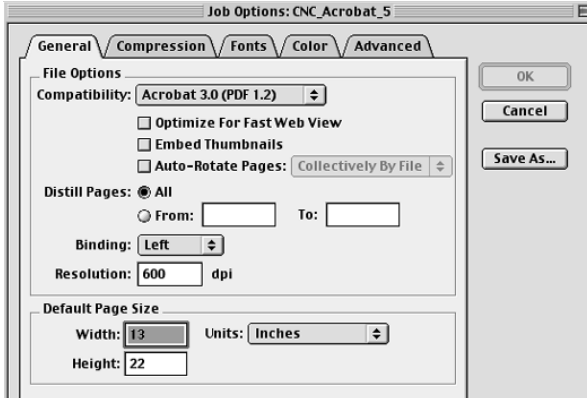 Job Options: CNC_Acrobat_5
General Compression Fonts Color Advanced
File Options
Compatibility: Acrobat 3.0 (PDF 1.2)
Optimize For Fast Web View
Embed Thumbnails
Auto-Rotate Pages: Collectively By File
Distill Pages: All
From: To:
Binding: Left
Resolution: 600 dpi
Default Page Size
Width: 13 Units: Inches
Height: 22
OK
Cancel
Save As...